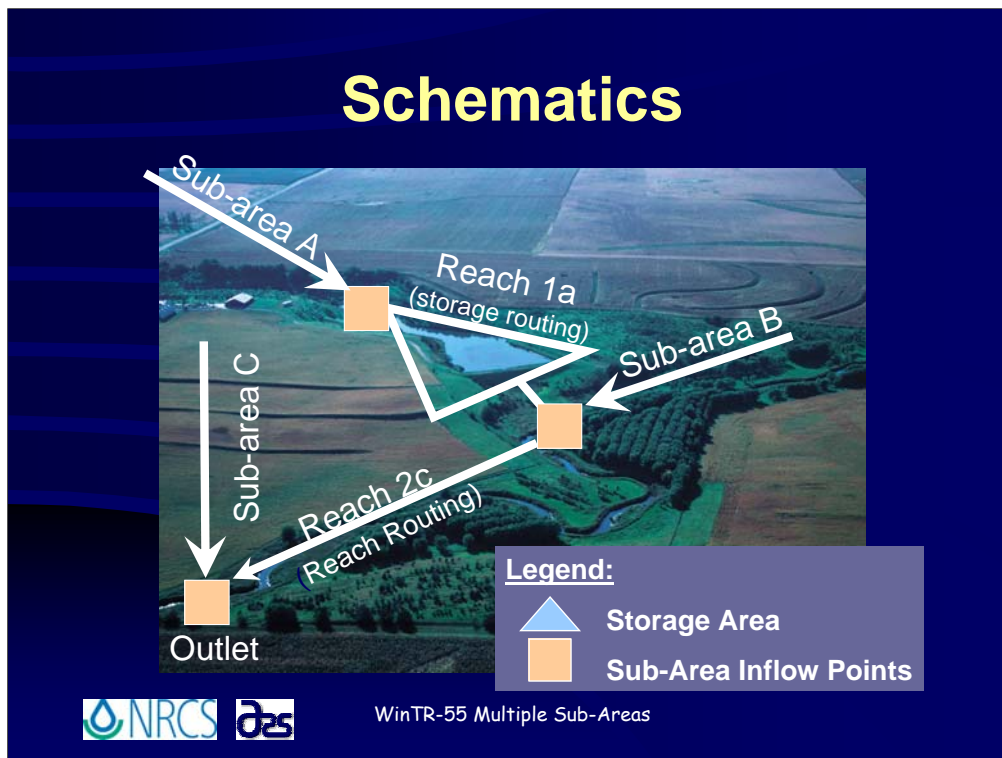 Schematics
Sub-area A
Reach 1a
(storage routing)
Sub-area B
Sub-area C
Reach 2c
(Reach Routing)
Outlet
Legend:
Storage Area
Sub-Area Inflow Points
NRCS
WinTR-55 Multiple Sub-Areas